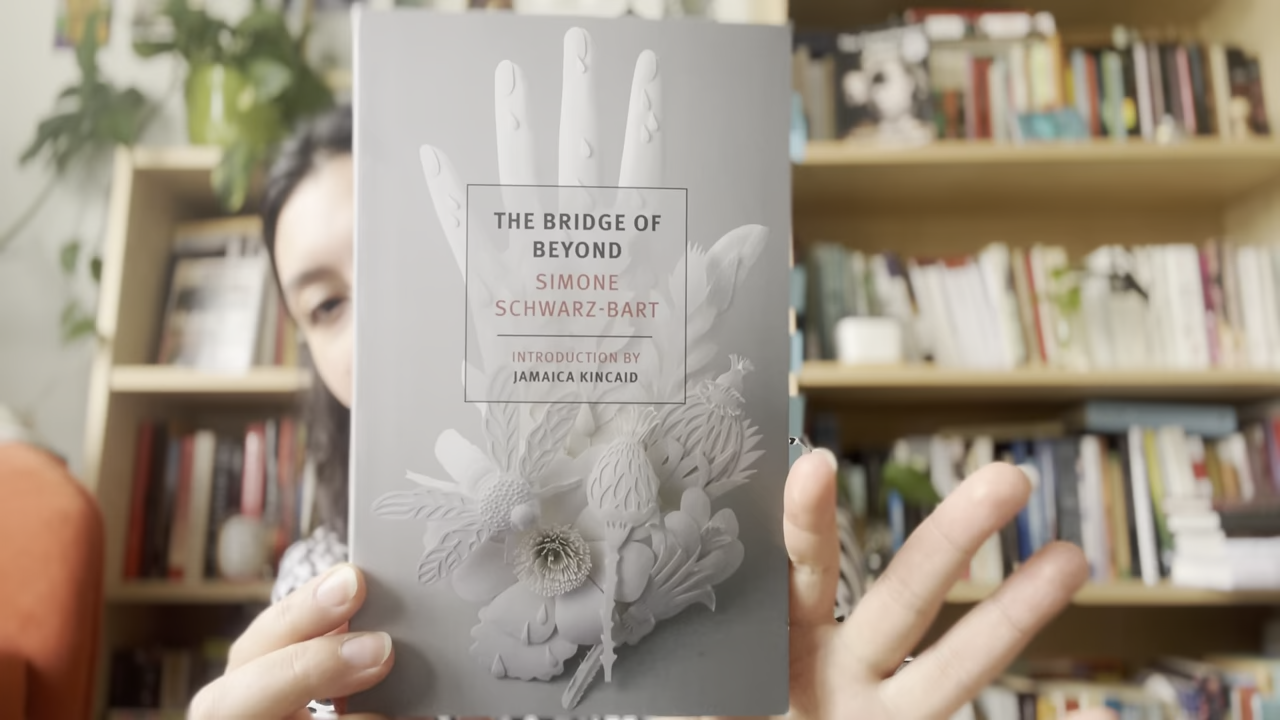 THE BRIDGE OF
BEYOND
SIMONE
SCHWARZ-BART
INTRODUCTION BY
JAMAICA KINCAID